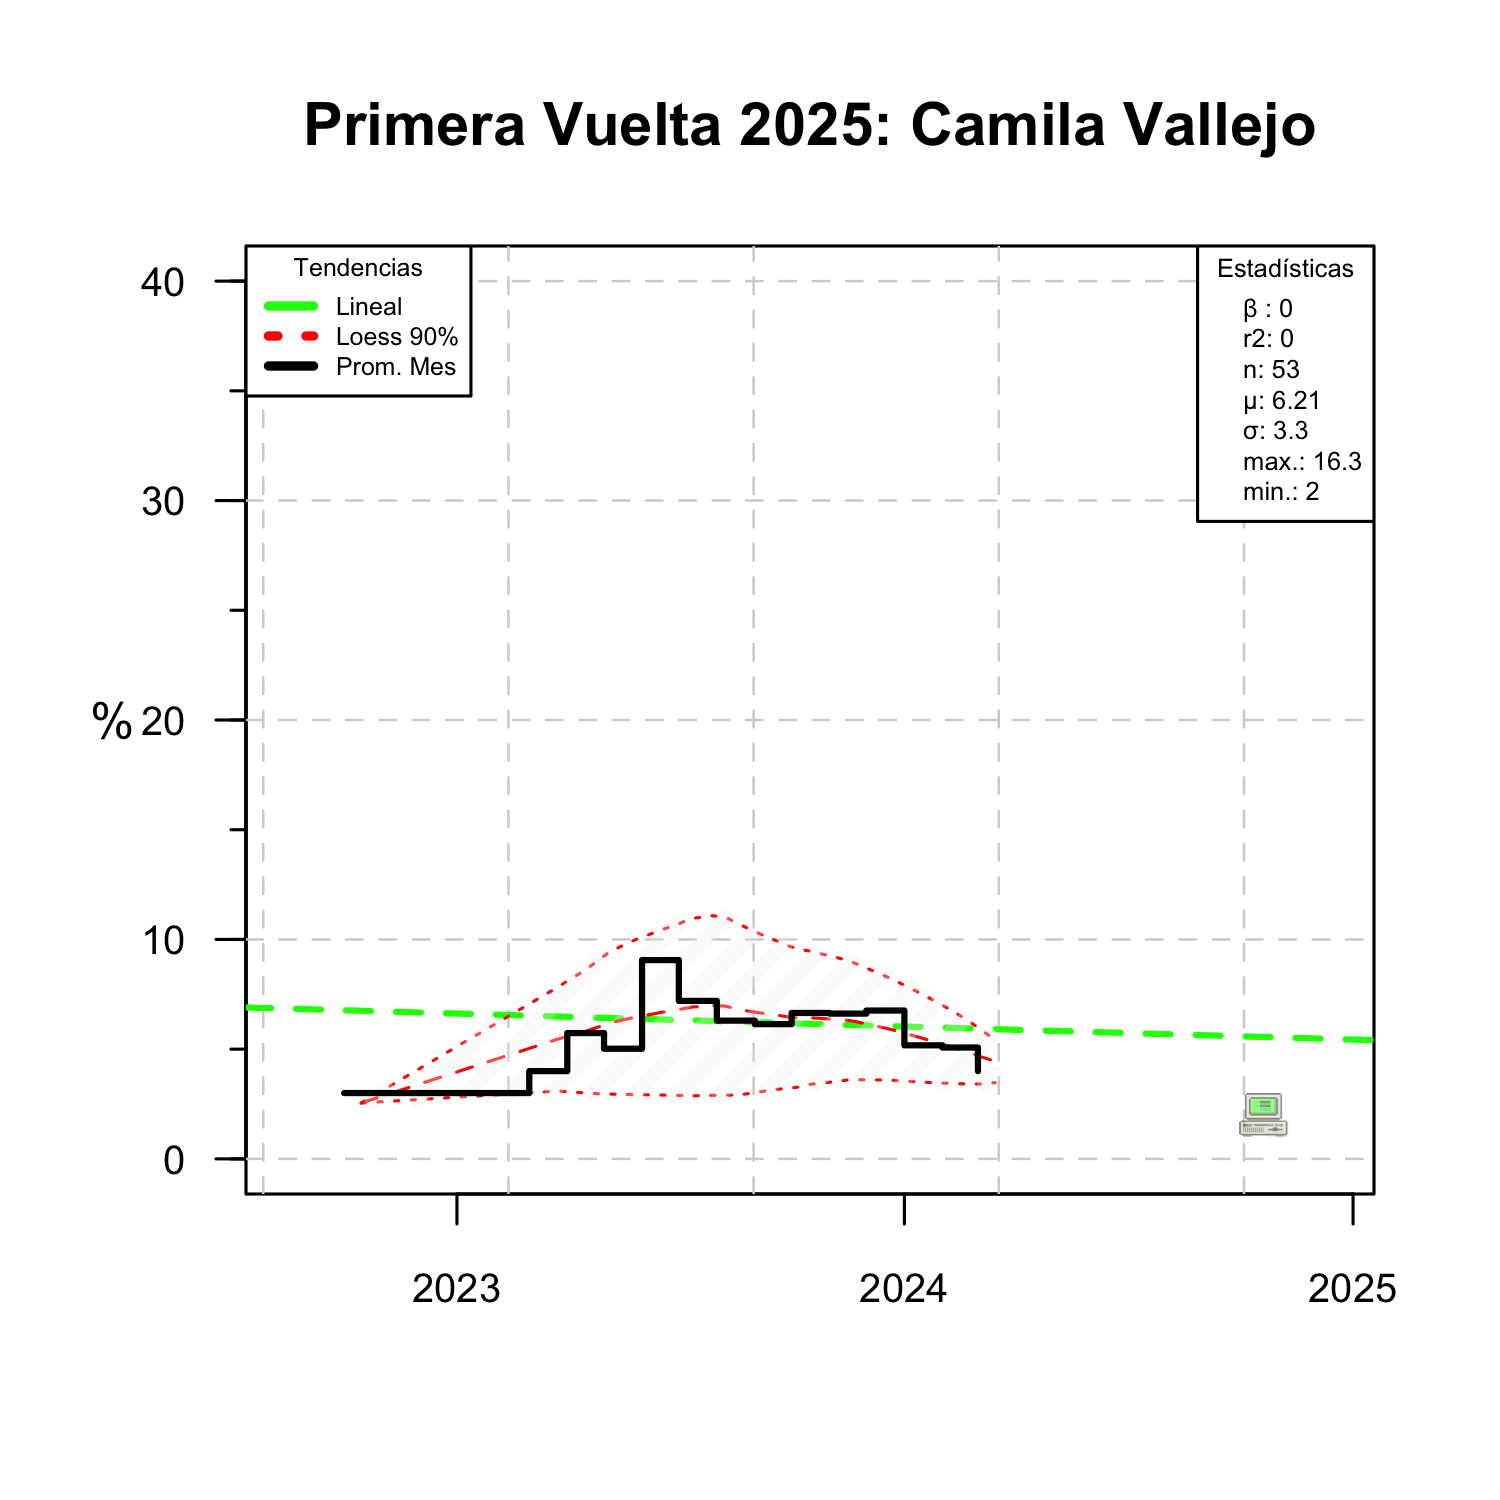 Primera Vuelta 2025: Camila Vallejo
Tendencias
Lineal
Loess 90%
Prom. Mes
Estadísticas
β : 0
r2: 0
n: 53
μ: 6.21
σ: 3.3
max.: 16.3
min.: 2
40
30
20
10
0
%
2023
2024
2025